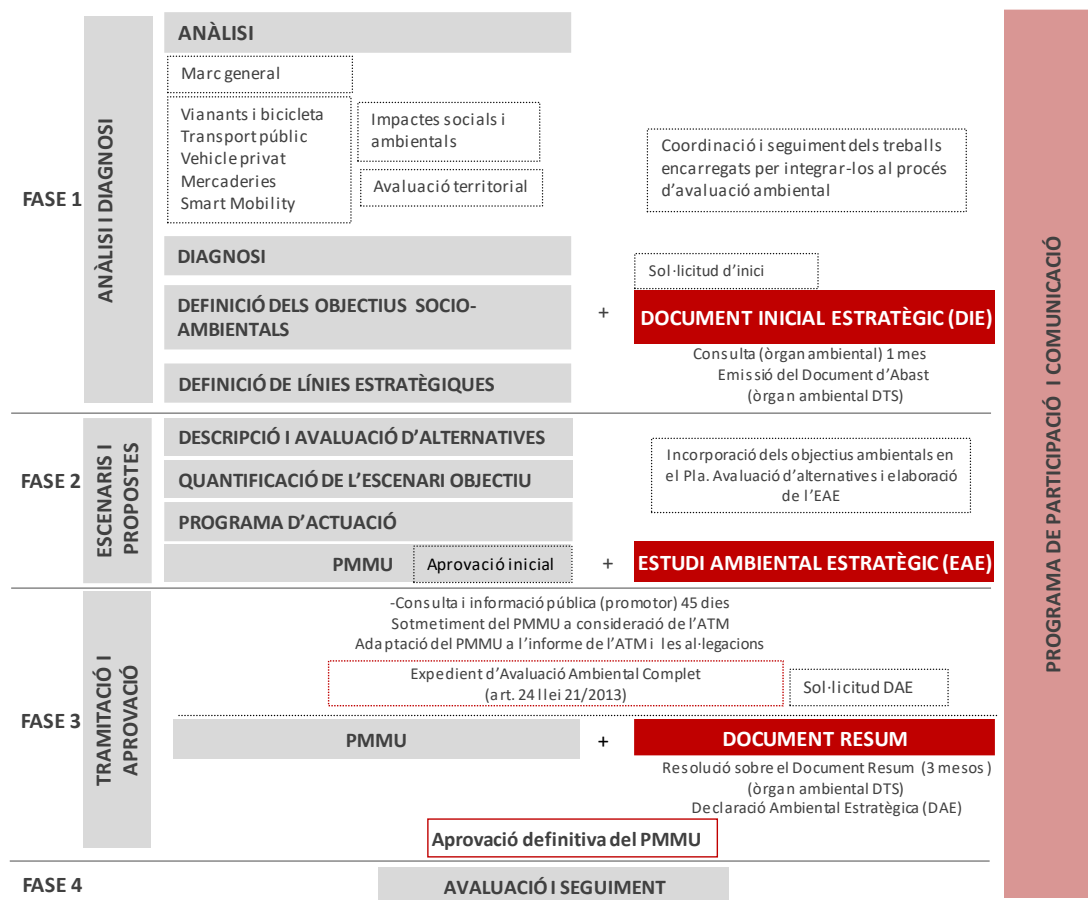 FASE 1
ANÀLISI I DIAGNOSI
ANÀLISI
Marc general
Vianants i bicicleta
Transport públic
Vehicle privat
Mercaderies
Smart Mobility
Impactes socials i
ambientals
Avaluació territorial
Coordinació i seguiment dels treballs
encarregats per integrar-los al procés
d’avaluació ambiental
DIAGNOSI
Sol·licitud d’inici
DEFINICIÓ DELS OBJECTIUS SOCIO-
AMBIENTALS
+
DOCUMENT INICIAL ESTRATÈGIC (DIE)
Consulta (òrgan ambiental) 1 mes
Emissió del Document d’Abast
(òrgan ambiental DTS)
DEFINICIÓ DE LÍNIES ESTRATÈGIQUES
FASE 2
ESCENARIS I
PROPOSTES
DESCRIPCIÓ I AVALUACIÓ D’ALTERNATIVES
QUANTIFICACIÓ DE L’ESCENARI OBJECTIU
PROGRAMA D’ACTUACIÓ
Incorporació dels objectius ambientals en
el Pla. Avaluació d’alternatives i elaboració
de l’EAE
PMMU
Aprovació inicial
+
ESTUDI AMBIENTAL ESTRATÈGIC (EAE)
FASE 3
TRAMITACIÓ I
APROVACIÓ
-Consulta i informació pública (promotor) 45 dies
Sotmetiment del PMMU a consideració de l’ATM
Adaptació del PMMU a l’informe de l’ATM i les al·legacions
Expedient d’Avaluació Ambiental Complet
(art. 24 llei 21/2013)
Sol·licitud DAE
PMMU
+
DOCUMENT RESUM
Resolució sobre el Document Resum (3 mesos )
(òrgan ambiental DTS)
Declaració Ambiental Estratègica (DAE)
Aprovació definitiva del PMMU
FASE 4
AVALUACIÓ I SEGUIMENT
PROGRAMA DE PARTICIPACIÓ I COMUNICACIÓ